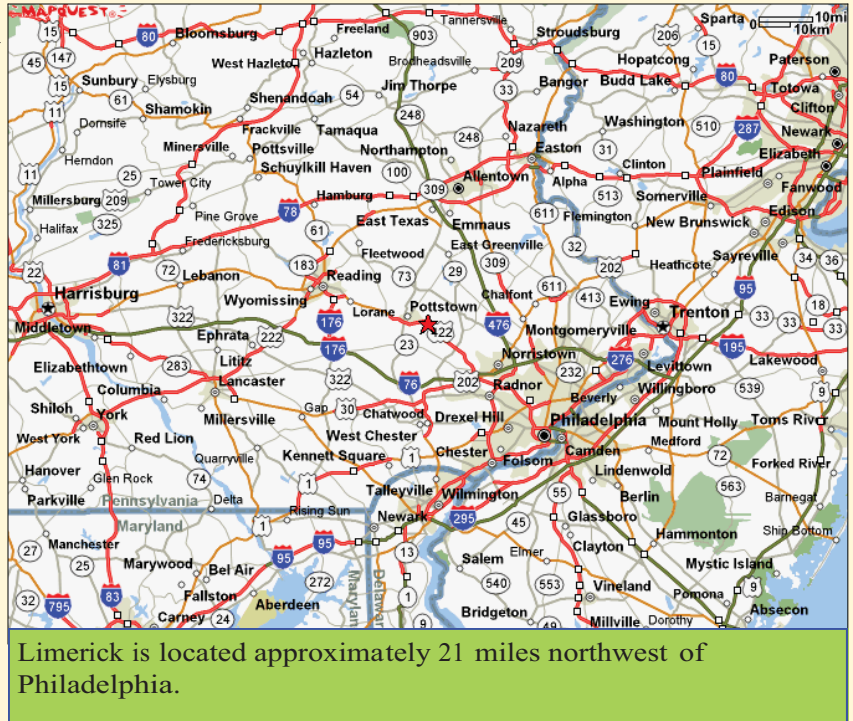 MAPQUEST
Tannersville
Sparta
0 10mi
10km
15
80
Bloomsburg
Freeland
903
Stroudsburg
206
15
45
147
West Hazleton
Hazleton
Brodheadsville
209
Hopatcong
Paterson
15
Sunbury
Elysburg
Jim Thorpe
33
Bangor
Budd Lake
80
Totowa
61
Shamokin
Shenandoah
54
Clifton
11
Dornsife
Frackville
Tamaqua
248
Nazareth
Washington
510
287
Newark
Herndon
Minersville
Pottsville
Northampton
248
Easton
31
Elizabeth
11
25
Schuylkill Haven
100
Allentown
Alpha
Clinton
Plainfield
Fanwood
Millersburg
209
Tower City
Hamburg
309
513
Somerville
Edison
325
Pine Grove
78
East Texas
Emmaus
611
Flemington
New Brunswick
Halifax
Fredericksburg
61
East Greenville
32
Sayreville
22
81
72
Lebanon
183
Fleetwood
29
309
202
Heathcote
34
36
Harrisburg
Reading
73
Chalfont
611
413
Ewing
95
Wyomissing
Lorane
Pottstown
Trenton
18
Middletown
322
176
422
476
Montgomeryville
33
33
Ephrata
222
176
23
Norristown
276
195
Lakewood
33
Elizabethtown
283
Lititz
322
76
202
Radnor
232
Levittown
Columbia
Lancaster
Beverly
Willingboro
539
9
Shiloh
York
Millersville
Gap
30
Chatwood
Drexel Hill
Philadelphia
Mount Holly
Toms River
West York
Red Lion
West Chester
Camden
Medford
Hanover
Quarryville
Kennett Square
1
Chester
Folsom
Lindenwold
72
Forked River
Glen Rock
74
1
Talleyville
Wilmington
55
Berlin
563
Barnegat
Parkville
Pennsylvania
Delta
Rising Sun
Newark
295
45
Glassboro
Maryland
1
Ship Bottom
27
Manchester
95
95
13
Salem
Elmer
Clayton
Hammonton
25
Marywood
Bel Air
272
Maryland
Delaware
540
553
Vineland
Mystic Island
32
795
83
Fallston
Aberdeen
1
Pomona
9
Carney
24
9
Bridgeton
49
Millville
Dorothy
Absecon
Limerick is located approximately 21 miles northwest of
Philadelphia.